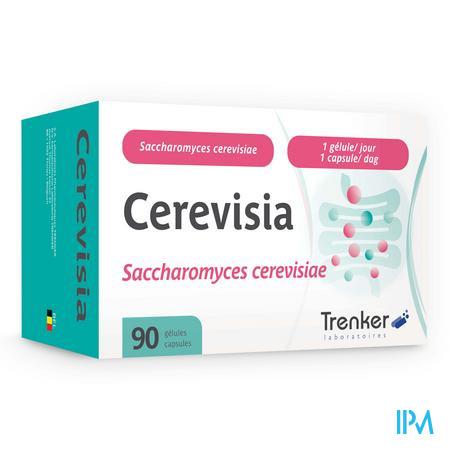 Saccharomyces cerevisiae
1 gélule/ jour
1 capsule/ dag
Cerevisia
Saccharomyces cerevisiae
90 gélules
capsules
Trenker
laboratoires
Cerevisia
IPM